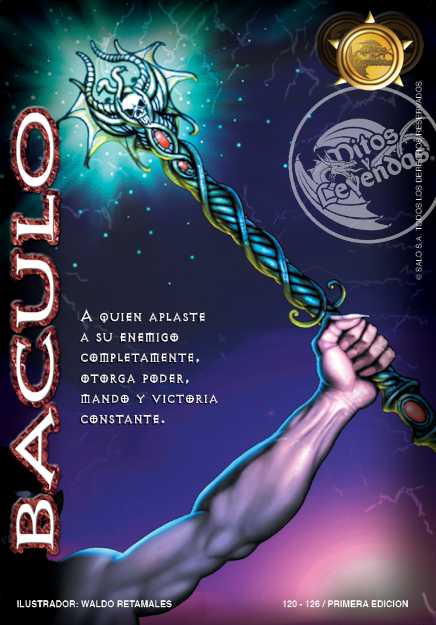 BACULO
Mitos y Leyendas
© SALO S.A. TODOS LOS DERECHOS RESERVADOS
A QUIEN APLASTE
A SU ENEMIGO
COMPLETAMENTE,
OTORGA PODER,
MANDO Y VICTORIA
CONSTANTE.
ILUSTRADOR: WALDO RETAMALES
120 - 126 / PRIMERA EDICION